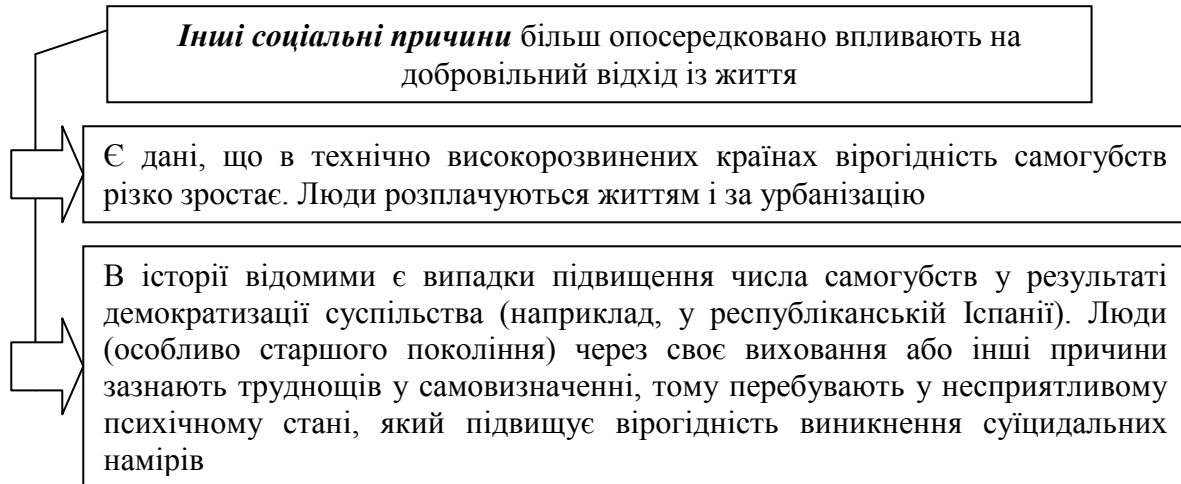 Інші соціальні причини більш опосередковано впливають на
добровільний відхід із життя
Є дані, що в технічно високорозвинених країнах вірогідність самогубств
різко зростає. Люди розплачуються життям і за урбанізацію
В історії відомими є випадки підвищення числа самогубств у результаті
демократизації суспільства (наприклад, у республіканській Іспанії). Люди
(особливо старшого покоління) через своє виховання або інші причини
зазнають труднощів у самовизначенні, тому перебувають у несприятливому
психічному стані, який підвищує вірогідність виникнення суїцидальних
намірів